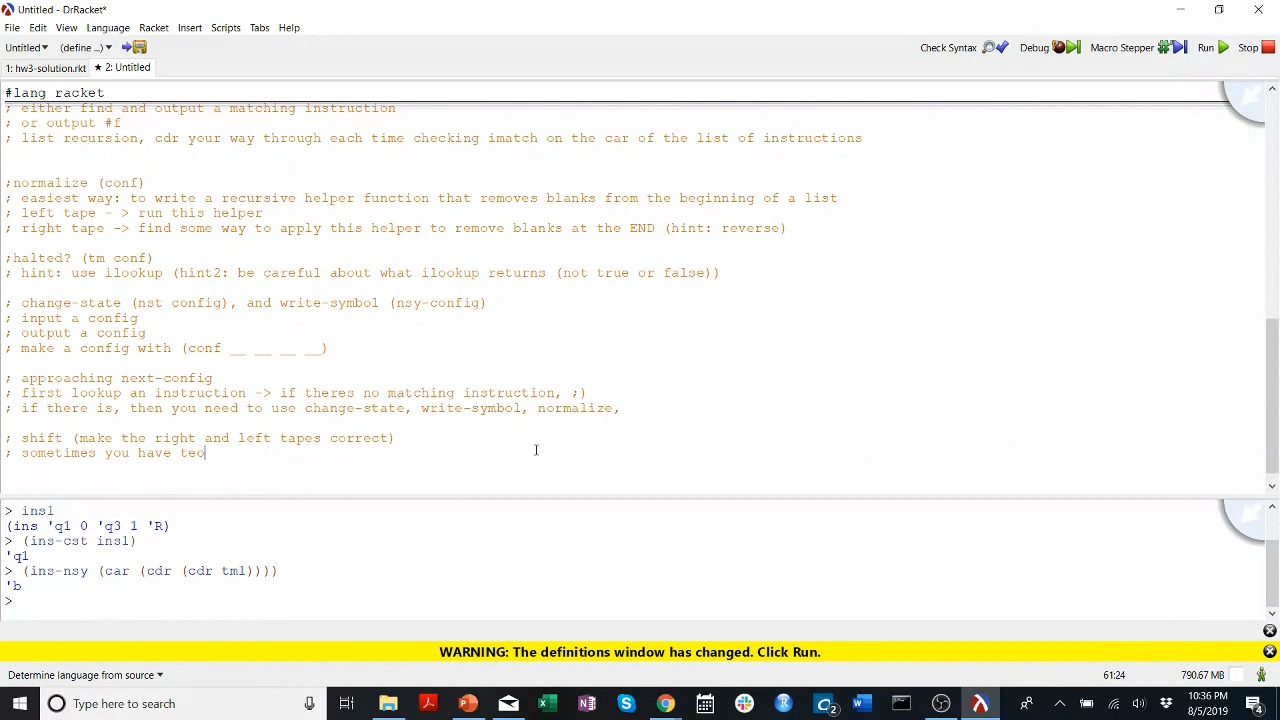 Untitled - DrRacket*
File Edit View Language Racket Insert Scripts Tabs Help
Untitled (define ...) Check Syntax Debug Macro Stepper Run Stop
1: hw3-solution.rkt ★ 2: Untitled
#lang racket
; either find and output a matching instruction
; or output #f
; list recursion, cdr your way through each time checking imatch on the car of the list of instructions
;normalize (conf)
; easiest way: to write a recursive helper function that removes blanks from the beginning of a list
; left tape - > run this helper
; right tape -> find some way to apply this helper to remove blanks at the END (hint: reverse)
;halted? (tm conf)
; hint: use ilookup (hint2: be careful about what ilookup returns (not true or false))
; change-state (nst config), and write-symbol (nsy-config)
; input a config
; output a config
; make a config with (conf __ __ __ __)
; approaching next-config
; first lookup an instruction -> if theres no matching instruction, ;)
; if there is, then you need to use change-state, write-symbol, normalize,
; shift (make the right and left tapes correct)
; sometimes you have teo
> ins1
(ins 'q1 0 'q3 1 'R)
> (ins-cst ins1)
'q1
> (ins-nsy (car (cdr (cdr tm1))))
'b
>
WARNING: The definitions window has changed. Click Run.
Determine language from source 61:24 790.67 MB
Type here to search 10:36 PM
8/5/2019